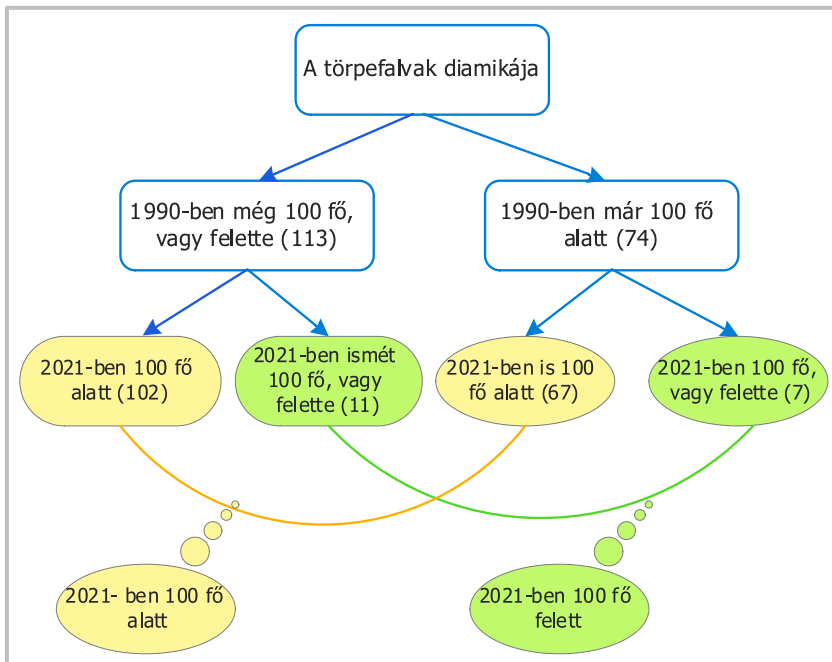 A törpefalvak diamikája
1990-ben még 100 fő,
vagy felette (113)
1990-ben már 100 fő
alatt (74)
2021-ben 100 fő
alatt (102)
2021-ben ismét
100 fő, vagy
felette (11)
2021-ben is 100
fő alatt (67)
2021-ben 100 fő,
vagy felette (7)
2021- ben 100 fő
alatt
2021-ben 100 fő
felett